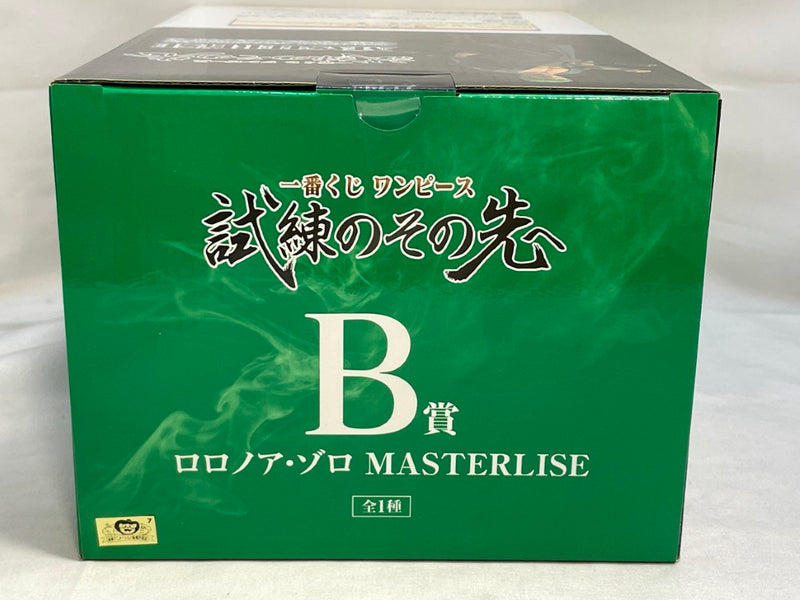 一番くじ ワンピース
試練のその先へ
B賞
ロロノア・ゾロ MASTERLISE
全1種
7